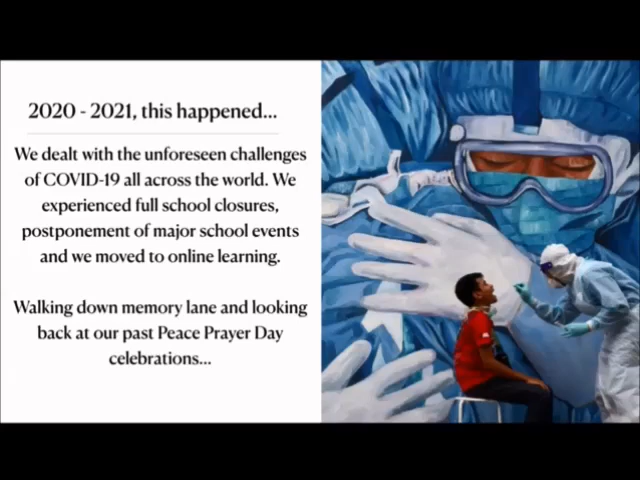 2020 - 2021, this happened...
We dealt with the unforeseen challenges
of COVID-19 all across the world. We
experienced full school closures,
postponement of major school events
and we moved to online learning.
Walking down memory lane and looking
back at our past Peace Prayer Day
celebrations...